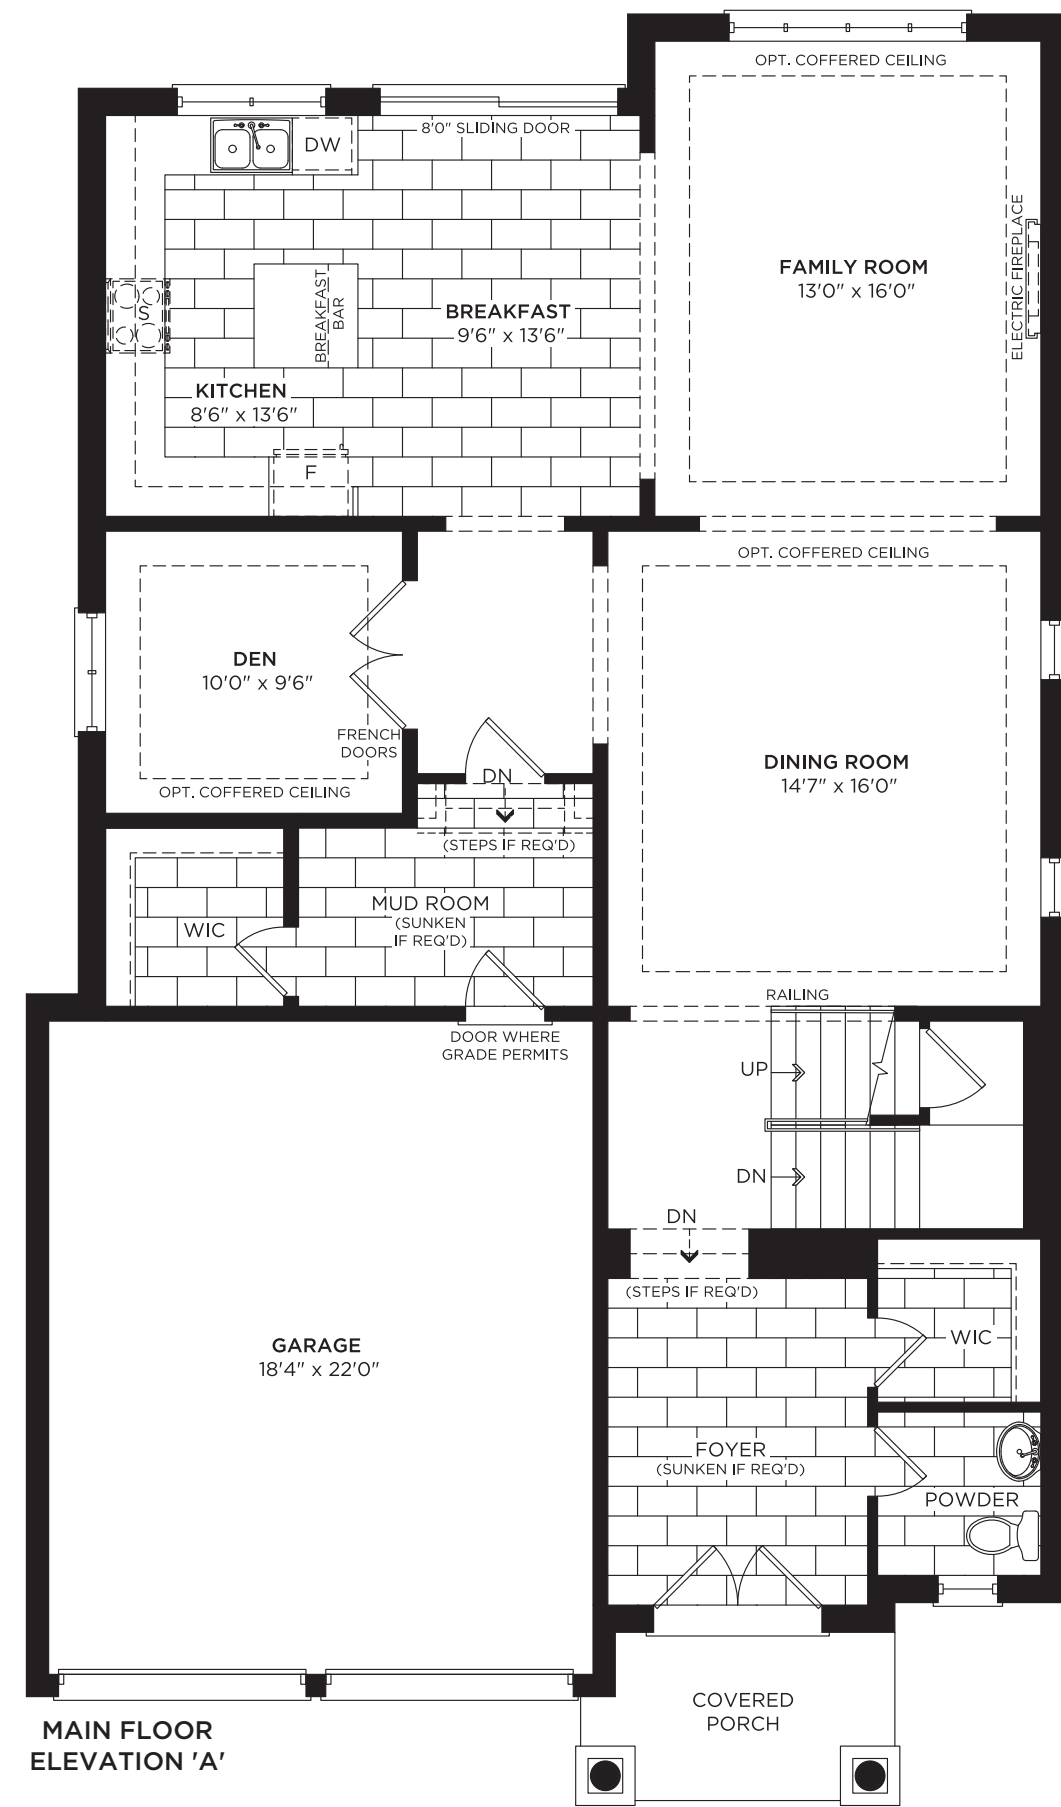 OPT. COFFERED CEILING
8'0" SLIDING DOOR
DW
FAMILY ROOM
13'0" x 16'0"
ELECTRIC FIREPLACE
S
BREAKFAST
BAR
BREAKFAST
9'6" x 13'6"
KITCHEN
8'6" x 13'6"
F
OPT. COFFERED CEILING
DEN
10'0" x 9'6"
FRENCH
DOORS
OPT. COFFERED CEILING
DINING ROOM
14'7" x 16'0"
DN
(STEPS IF REQ'D)
MUD ROOM
(SUNKEN
IF REQ'D)
WIC
RAILING
DOOR WHERE
GRADE PERMITS
UP
DN
DN
(STEPS IF REQ'D)
WIC
GARAGE
18'4" x 22'0"
FOYER
(SUNKEN IF REQ'D)
POWDER
COVERED
PORCH
MAIN FLOOR
ELEVATION 'A'